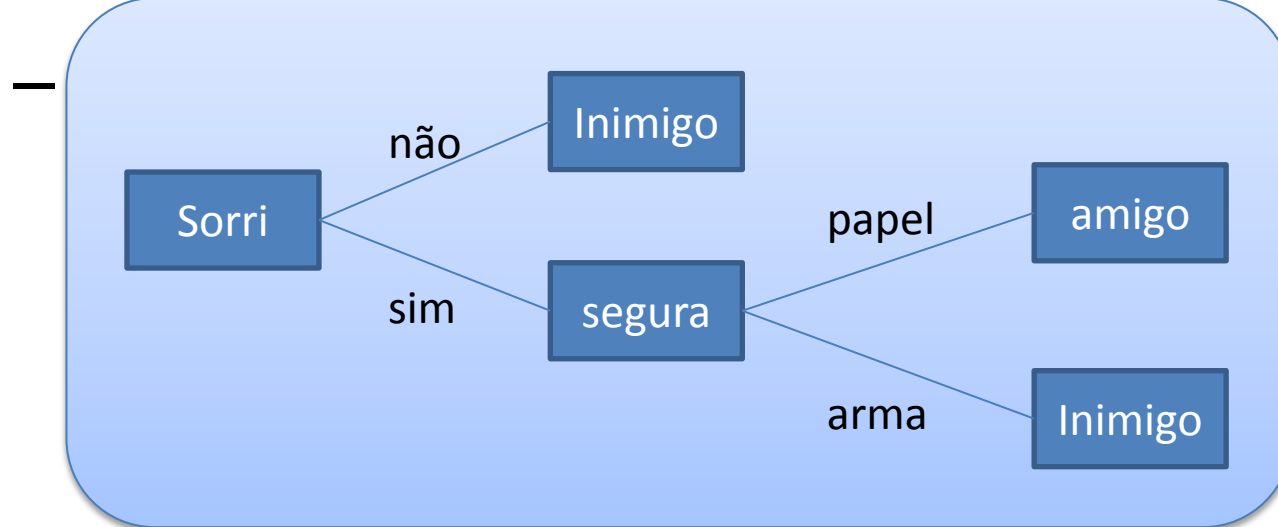 Inimigo
não
Sorri
papel
amigo
sim
segura
arma
Inimigo